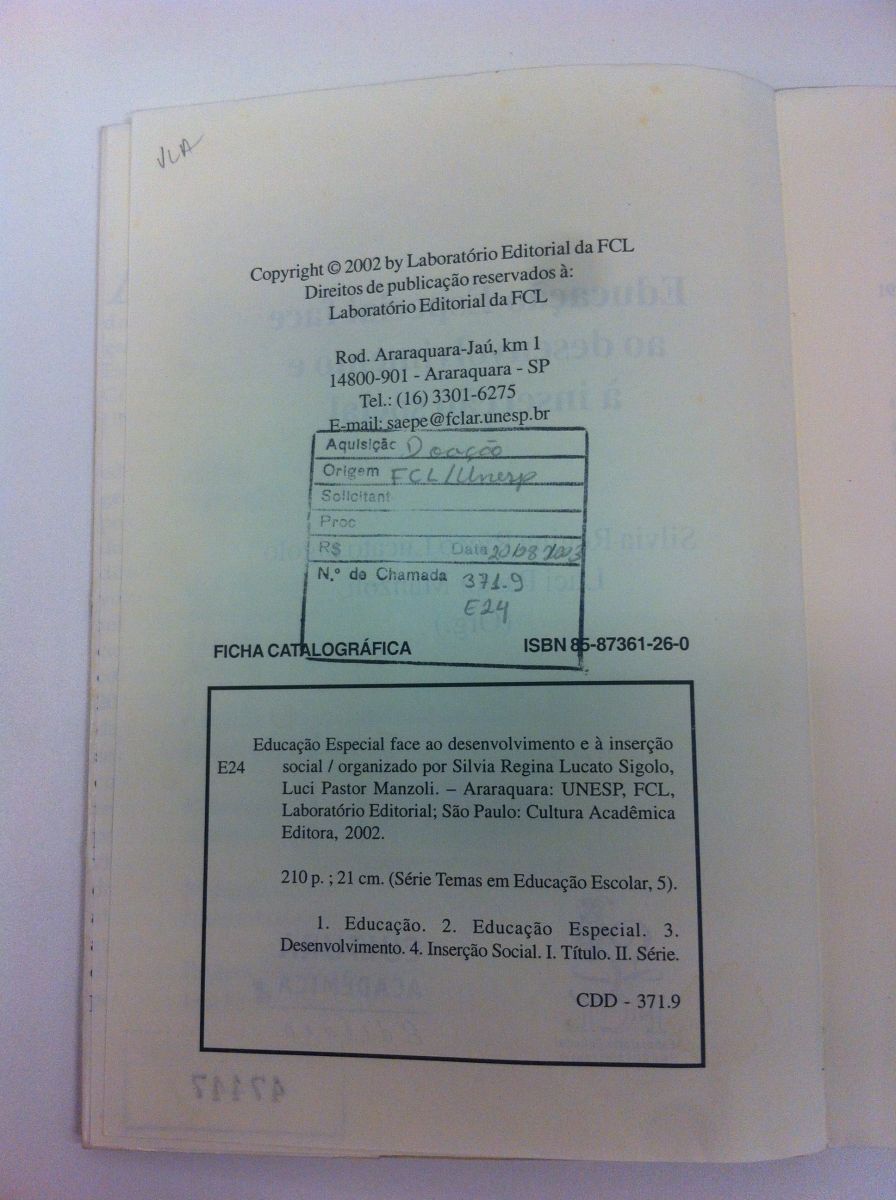 VLA
Copyright © 2002 by Laboratório Editorial da FCL
Direitos de publicação reservados à:
Laboratório Editorial da FCL
Rod. Araraquara-Jaú, km 1
14800-901 - Araraquara - SP
Tel.: (16) 3301-6275
E-mail: saepe@fclar.unesp.br
Aquisição Doação
Origem FCL/Unesp
Solicitant
Proc
R$ Data 20/08/2003
N.º de Chamada 371.9
E24
FICHA CATALOGRÁFICA ISBN 85-87361-26-0
Educação Especial face ao desenvolvimento e à inserção
E24 social / organizado por Silvia Regina Lucato Sigolo,
Luci Pastor Manzoli. – Araraquara: UNESP, FCL,
Laboratório Editorial; São Paulo: Cultura Acadêmica
Editora, 2002.
210 p. ; 21 cm. (Série Temas em Educação Escolar, 5).
1. Educação. 2. Educação Especial. 3.
Desenvolvimento. 4. Inserção Social. I. Título. II. Série.
CDD - 371.9
47117